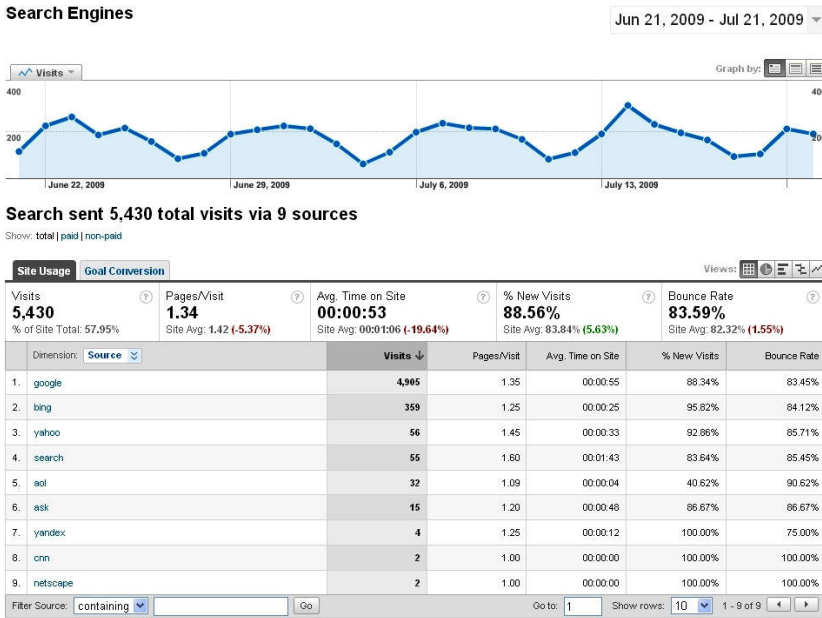 Search Engines
Jun 21, 2009 - Jul 21, 2009
Visits
Graph by:
400 40
200 20
June 22, 2009 June 29, 2009 July 6, 2009 July 13, 2009
Search sent 5,430 total visits via 9 sources
Show: total | paid | non-paid
Site Usage Goal Conversion Views:
Visits ? Pages/Visit ? Avg. Time on Site ? % New Visits ? Bounce Rate ?
5,430 1.34 00:00:53 88.56% 83.59%
% of Site Total: 57.95% Site Avg: 1.42 (-5.37%) Site Avg: 00:01:06 (-19.64%) Site Avg: 83.84% (5.63%) Site Avg: 82.32% (1.55%)
Dimension: Source Visits ↓ Pages/Visit Avg. Time on Site % New Visits Bounce Rate
1. google 4,905 1.35 00:00:55 88.34% 83.45%
2. bing 359 1.25 00:00:25 95.82% 84.12%
3. yahoo 56 1.45 00:00:33 92.86% 85.71%
4. search 55 1.60 00:01:43 83.64% 85.45%
5. aol 32 1.09 00:00:04 40.62% 90.62%
6. ask 15 1.20 00:00:48 86.67% 86.67%
7. yandex 4 1.25 00:00:12 100.00% 75.00%
8. cnn 2 1.00 00:00:00 100.00% 100.00%
9. netscape 2 1.00 00:00:00 100.00% 100.00%
Filter Source: containing Go Go to: 1 Show rows: 10 1 - 9 of 9